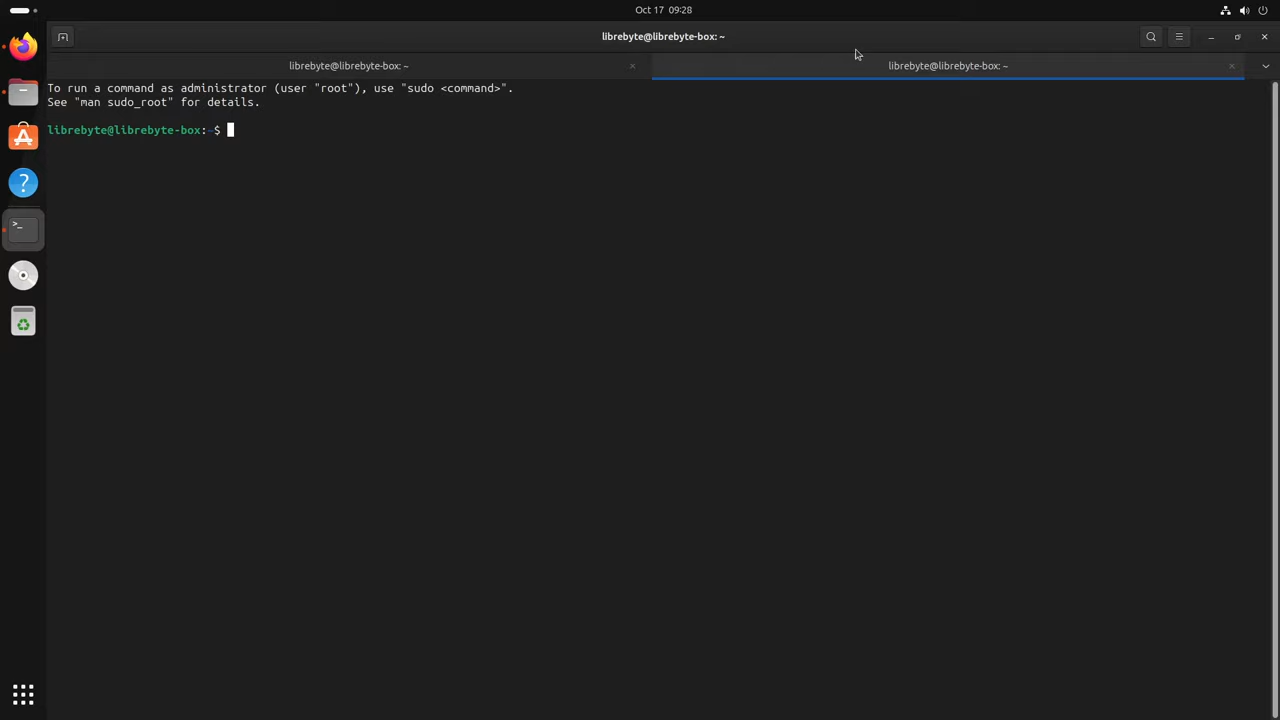 Oct 17 09:28
librebyte@librebyte-box: ~
librebyte@librebyte-box: ~
librebyte@librebyte-box: ~
To run a command as administrator (user "root"), use "sudo <command>".
See "man sudo_root" for details.
librebyte@librebyte-box:~$